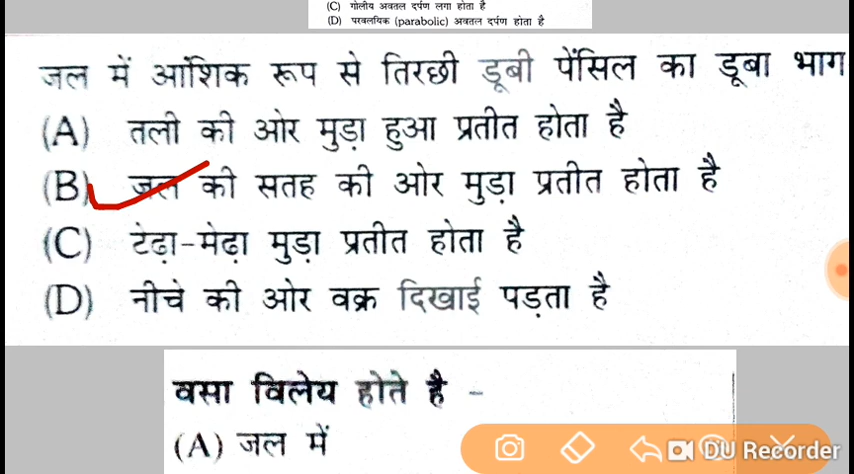 (C) गोलीय अवतल दर्पण लगा होता है
(D) परवलयिक (parabolic) अवतल दर्पण होता है
जल में आंशिक रूप से तिरछी डूबी पेंसिल का डूबा भाग
(A) तली की ओर मुड़ा हुआ प्रतीत होता है
(B) जल की सतह की ओर मुड़ा प्रतीत होता है
(C) टेढ़ा-मेढ़ा मुड़ा प्रतीत होता है
(D) नीचे की ओर वक्र दिखाई पड़ता है
वसा विलेय होते है -
(A) जल में
DU Recorder